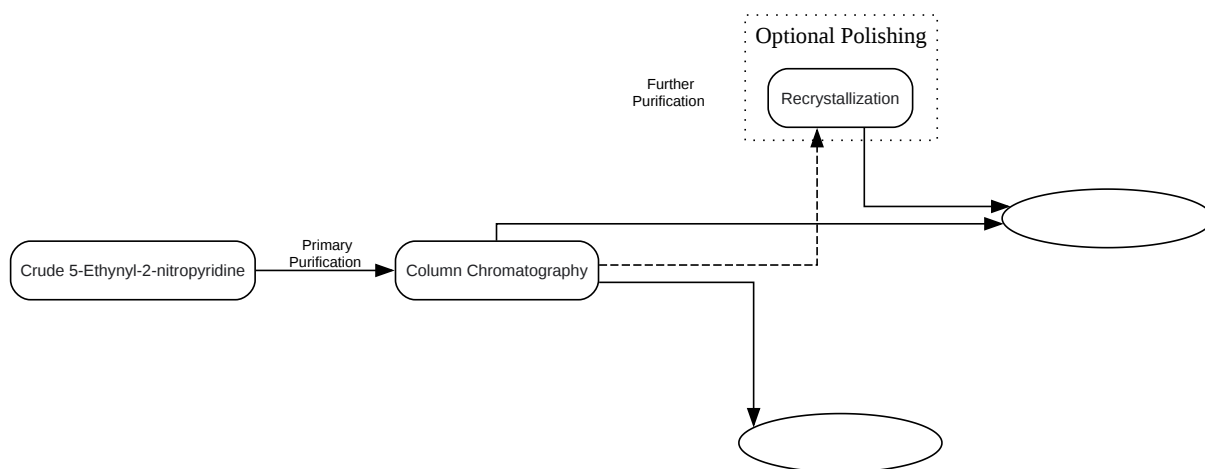 Optional Polishing
Further
Purification
Recrystallization
Primary
Purification
Crude 5-Ethynyl-2-nitropyridine
Column Chromatography